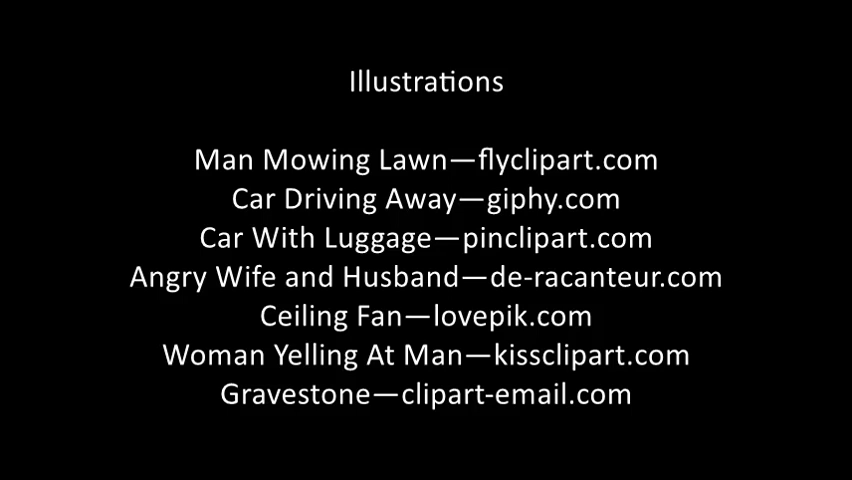 Illustrations
Man Mowing Lawn—flyclipart.com
Car Driving Away—giphy.com
Car With Luggage—pinclipart.com
Angry Wife and Husband—de-racanteur.com
Ceiling Fan—lovepik.com
Woman Yelling At Man—kissclipart.com
Gravestone—clipart-email.com